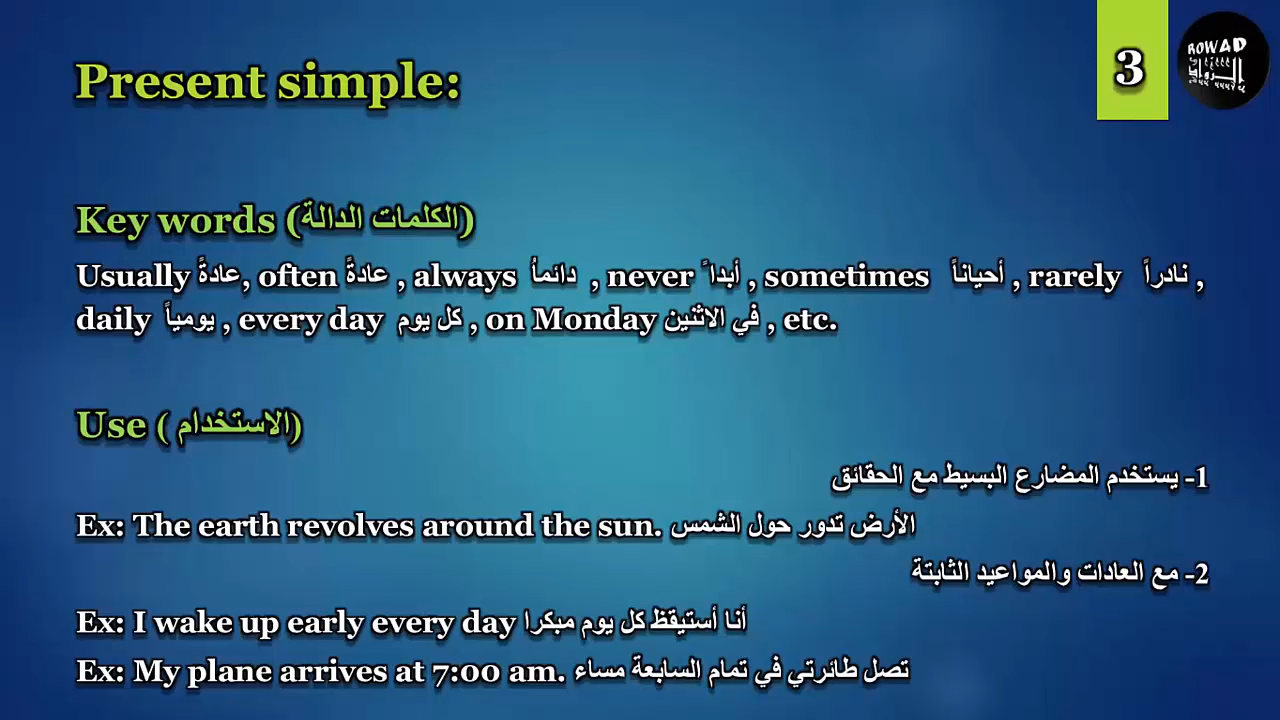 Present simple:
3
ROWAD
الرواد
Key words (الكلمات الدالة)
Usually عادةً, often عادةً , always دائماُ , never أبدا ً , sometimes أحياناً , rarely نادراً ,
daily يومياً , every day كل يوم , on Monday في الاثنين , etc.
Use ( الاستخدام)
1- يستخدم المضارع البسيط مع الحقائق
Ex: The earth revolves around the sun. الأرض تدور حول الشمس
2- مع العادات والمواعيد الثابتة
Ex: I wake up early every day أنا أستيقظ كل يوم مبكرا
Ex: My plane arrives at 7:00 am. تصل طائرتي في تمام السابعة مساء